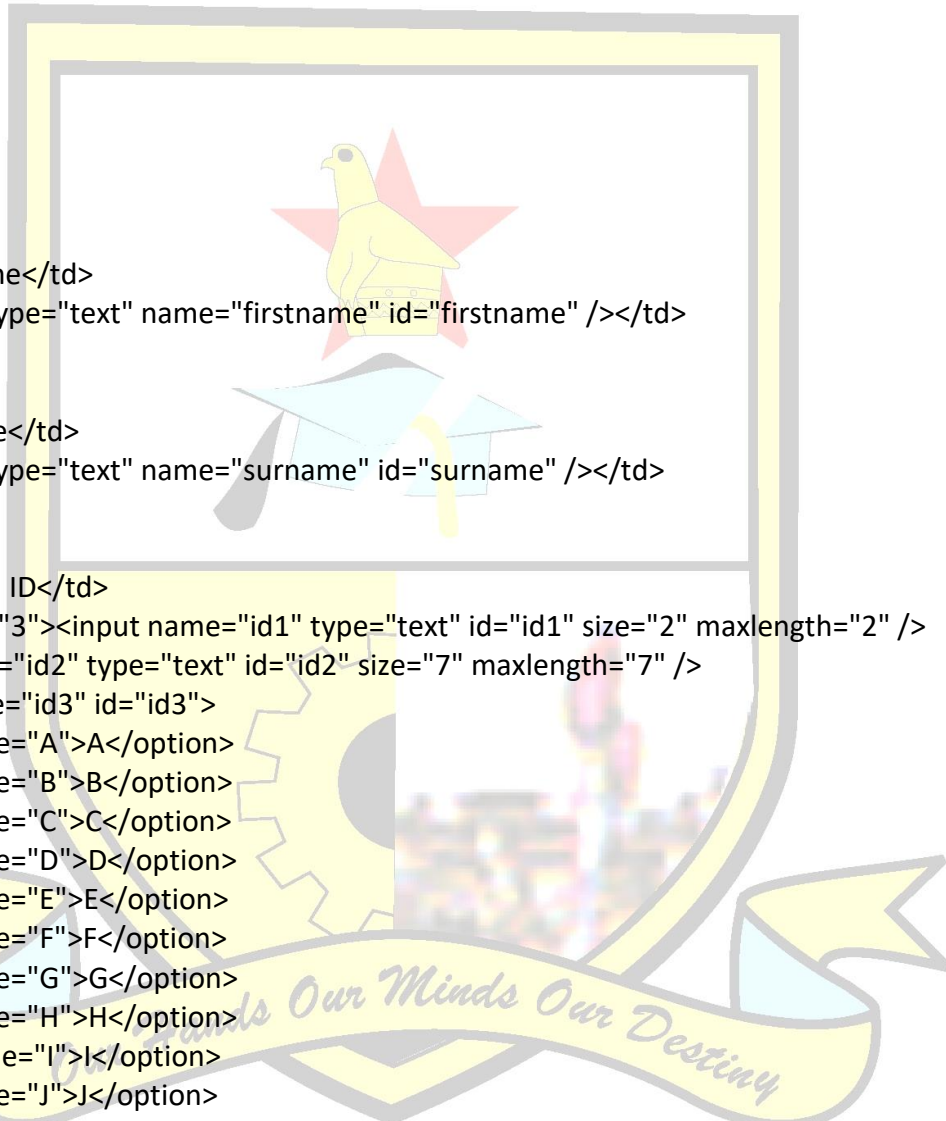 ne</td>
ype="text" name="firstname" id="firstname" /></td>
e</td>
ype="text" name="surname" id="surname" /></td>
ID</td>
"3"><input name="id1" type="text" id="id1" size="2" maxlength="2" />
="id2" type="text" id="id2" size="7" maxlength="7" />
e="id3" id="id3">
e="A">A</option>
e="B">B</option>
e="C">C</option>
e="D">D</option>
e="E">E</option>
e="F">F</option>
e="G">G</option>
e="H">H</option>
e="I">I</option>
e="J">J</option>
Our Hands Our Minds Our Destiny